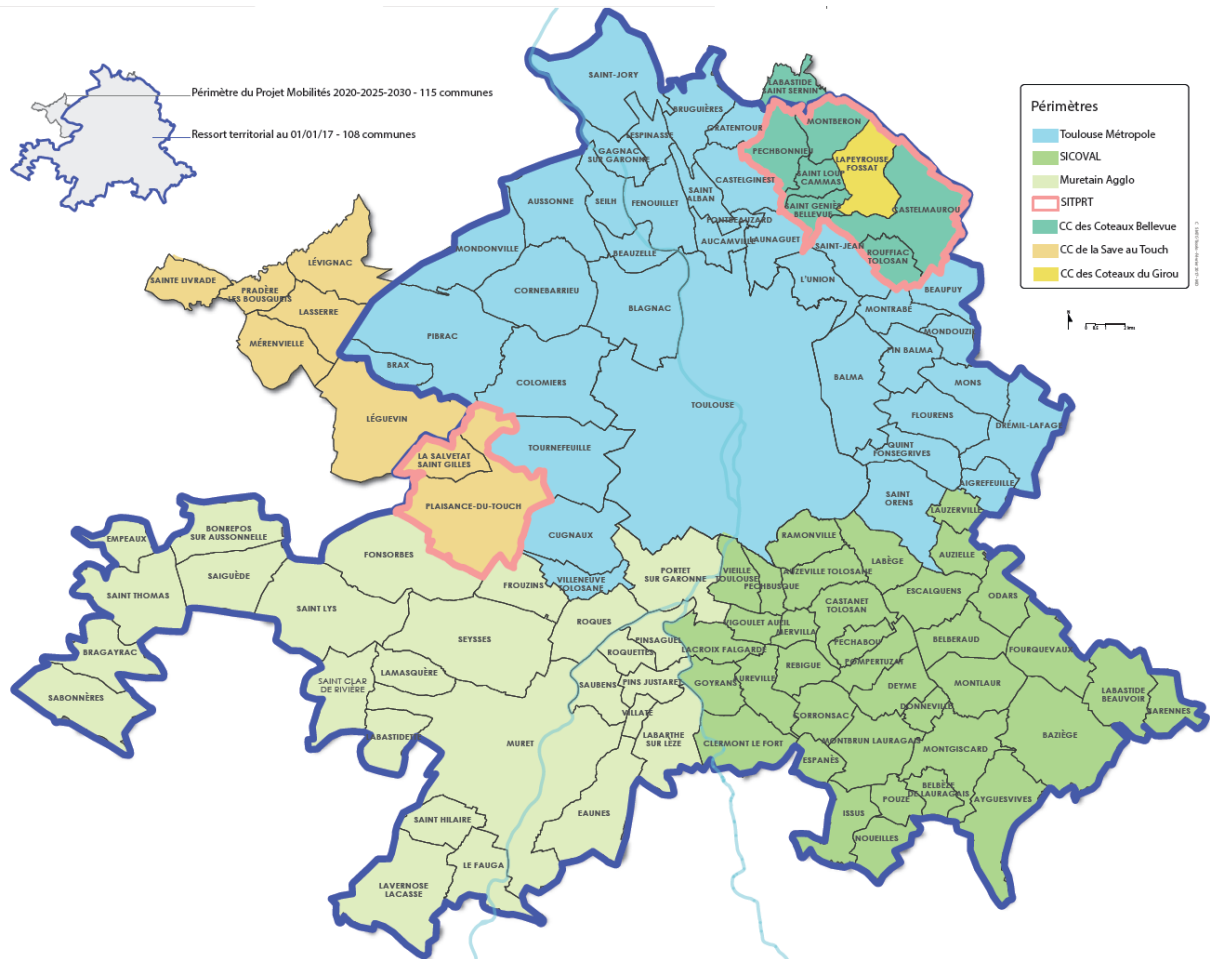 Périmètre du Projet Mobilités 2020-2025-2030 - 115 communes
Ressort territorial au 01/01/17 - 108 communes
Périmètres
Toulouse Métropole
SICOVAL
Muretain Agglo
SITPRT
CC des Coteaux Bellevue
CC de la Save au Touch
CC des Coteaux du Girou
SAINT-JORY
LABASTIDE
SAINT SERNIN
BRUGUIÈRES
GRATENTOUR
MONTBERON
LESPINASSE
GAGNAC
SUR GARONNE
PECHBONNIEU
LAPEYROUSE
FOSSAT
SAINT LOUP
CAMMAS
CASTELGINEST
SAINT
ALBAN
AUSSONNE
SEILH
FENOUILLET
SAINT GENIÈS
BELLEVUE
CASTELMAUROU
FONTBEAUZARD
AUCAMVILLE
LAUNAGUET
SAINT-JEAN
MONDONVILLE
BEAUZELLE
ROUFFIAC
TOLOSAN
LÉVIGNAC
SAINTE LIVRADE
PRADÈRE
LES BOUSQUETS
LASSERRE
MÉRENVIELLE
CORNEBARRIEU
L'UNION
BEAUPUY
BLAGNAC
MONTRABÉ
PIBRAC
MONDOUZIL
PIN BALMA
BRAX
COLOMIERS
BALMA
MONS
TOULOUSE
LÉGUEVIN
FLOURENS
DRÉMIL-LAFAGE
TOURNEFEUILLE
QUINT
FONSEGRIVES
LA SALVETAT
SAINT GILLES
AIGREFEUILLE
SAINT
ORENS
PLAISANCE-DU-TOUCH
LAUZERVILLE
BONREPOS
SUR AUSSONNELLE
EMPEAUX
CUGNAUX
RAMONVILLE
FONSORBES
AUZIELLE
LABÈGE
SAIGUÈDE
PORTET
SUR GARONNE
VIEILLE
TOULOUSE
AUZEVILLE TOLOSANE
VILLENEUVE
TOLOSANE
FROUZINS
PECHBUSQUE
SAINT THOMAS
ESCALQUENS
ODARS
SAINT LYS
CASTANET
TOLOSAN
ROQUES
VIGOULET AUZIL
MERVILLA
SEYSSES
PINSAGUEL
PECHABOU
BELBERAUD
BRAGAYRAC
ROQUETTES
LACROIX FALGARDE
FOURQUEVAUX
REBIGUE
POMPERTUZAT
LAMASQUÈRE
SAINT CLAR
DE RIVIÈRE
SAUBENS
PINS JUSTARET
GOYRANS
AUREVILLE
DEYME
MONTLAUR
SABONNÈRES
LABASTIDE
BEAUVOIR
DONNEVILLE
VARENNES
VILLATE
CORRONSAC
LABASTIDETTE
BAZIÈGE
LABARTHE
SUR LÈZE
MURET
CLERMONT LE FORT
MONTBRUN LAURAGAIS
MONTGISCARD
ESPANÈS
BELBÈZE
DE LAURAGAIS
POUZE
AYGUESVIVES
EAUNES
ISSUS
SAINT HILAIRE
NOUEILLES
LE FAUGA
LAVERNOSE
LACASSE